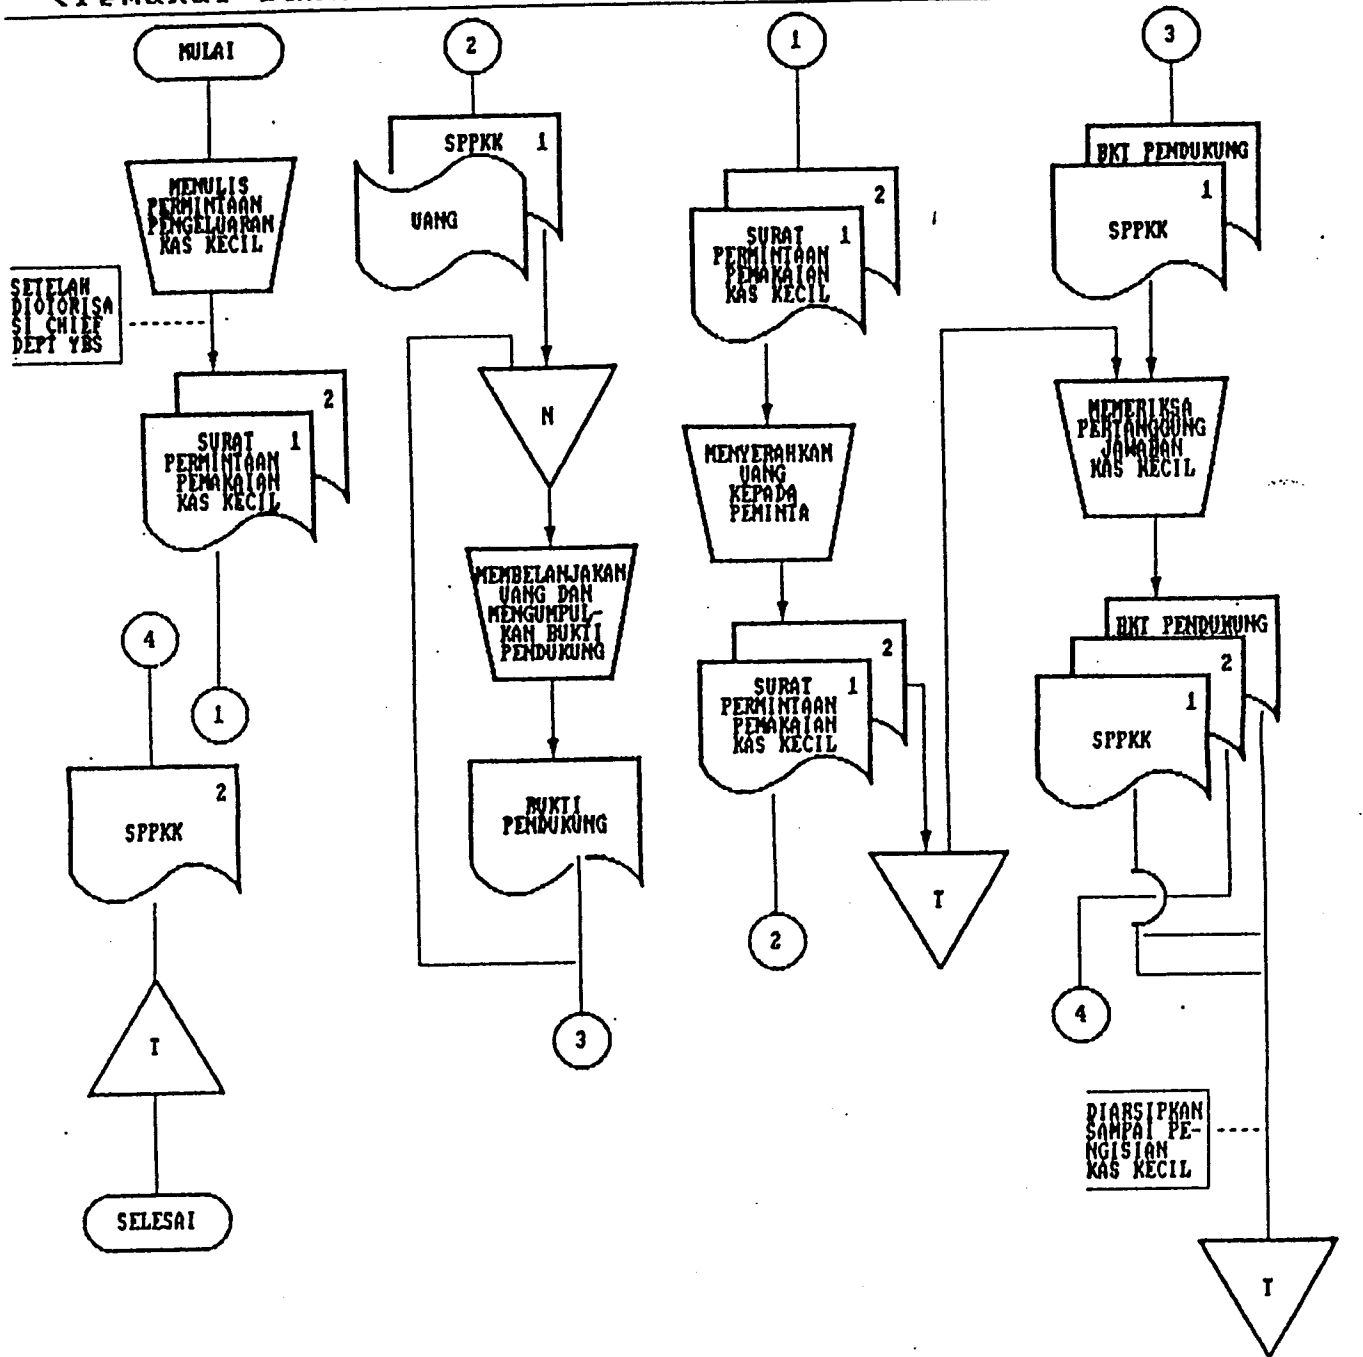 MULAI
MENULIS
PERMINTAAN
PENGELUARAN
KAS KECIL
SETELAH
DIOTORISA
SI CHIEF
DEPT YBS
2
SURAT 1
PERMINTAAN
PEMAKAIAN
KAS KECIL
1
4
2
SPPKK
T
SELESAI
2
SPPKK 1
UANG
N
MEMBELANJAKAN
UANG DAN
MENGUMPUL-
KAN BUKTI
PENDUKUNG
BUKTI
PENDUKUNG
3
1
2
SURAT 1
PERMINTAAN
PEMAKAIAN
KAS KECIL
MENYERAHKAN
UANG
KEPADA
PEMINTA
2
SURAT 1
PERMINTAAN
PEMAKAIAN
KAS KECIL
T
2
3
BKT PENDUKUNG
1
SPPKK
MEMERIKSA
PERTANGGUNG
JAWABAN
KAS KECIL
BKT PENDUKUNG
2
1
SPPKK
4
DIARSIPKAN
SAMPAI PE-
NGISIAN
KAS KECIL
T